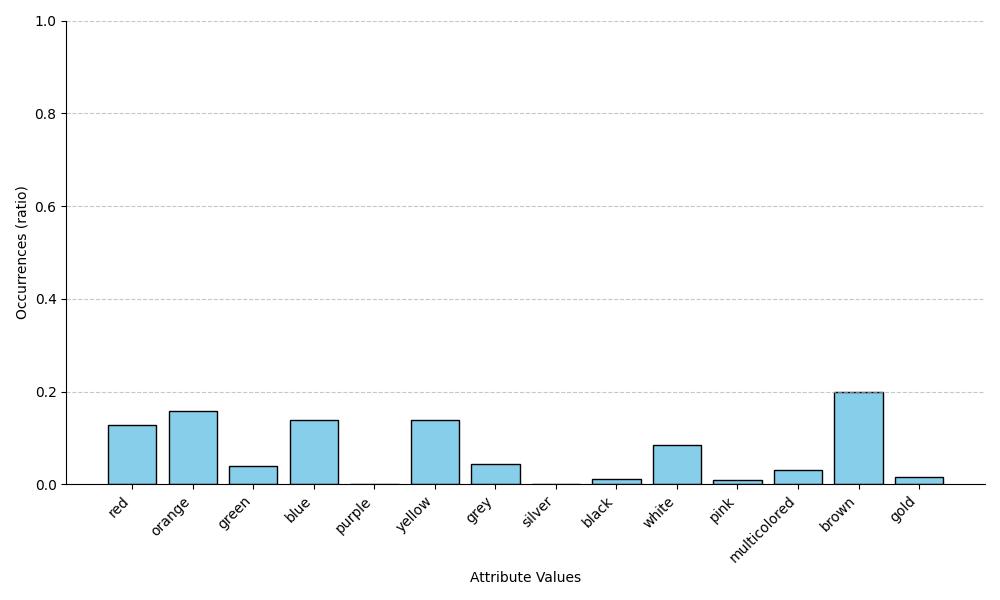 1.0
0.8
0.6
0.4
0.2
0.0
Occurrences (ratio)
red
orange
green
blue
purple
yellow
grey
silver
black
white
pink
multicolored
brown
gold
Attribute Values